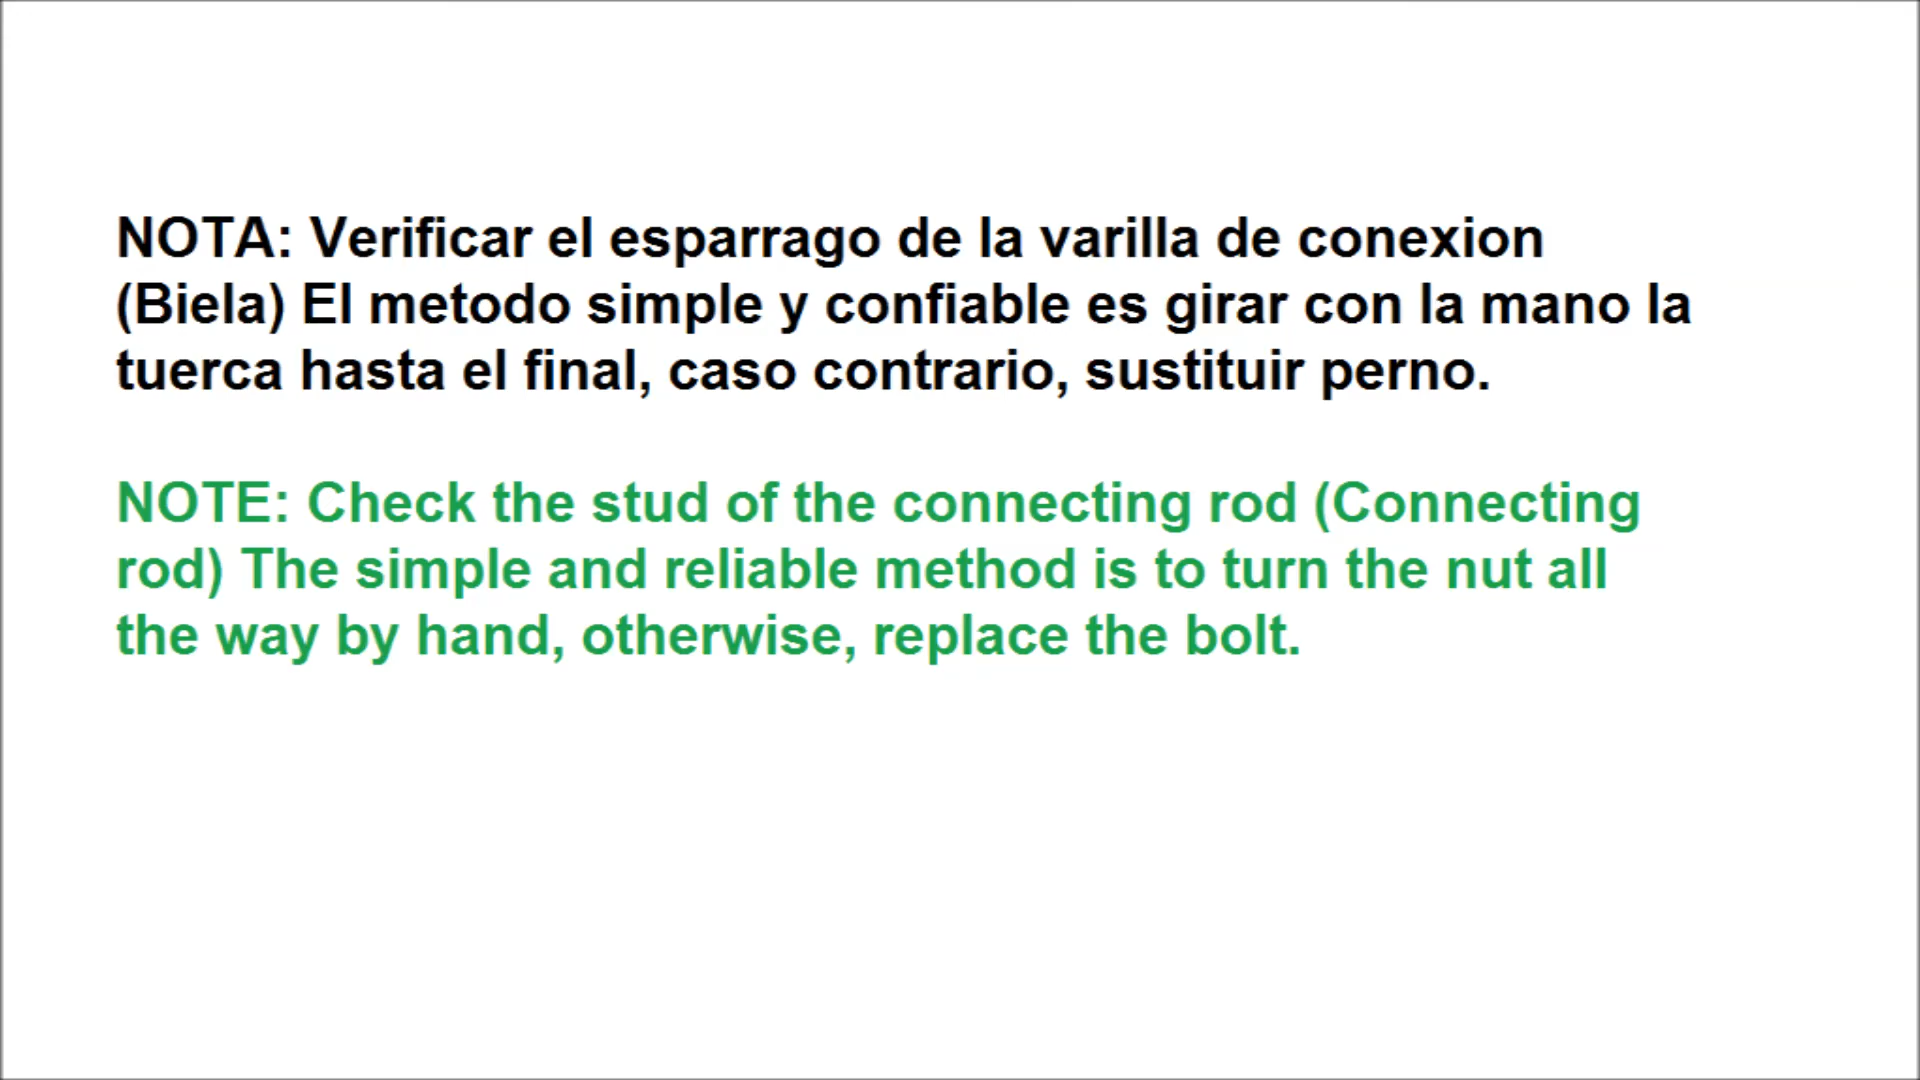 NOTA: Verificar el esparrago de la varilla de conexion
(Biela) El metodo simple y confiable es girar con la mano la
tuerca hasta el final, caso contrario, sustituir perno.
NOTE: Check the stud of the connecting rod (Connecting
rod) The simple and reliable method is to turn the nut all
the way by hand, otherwise, replace the bolt.